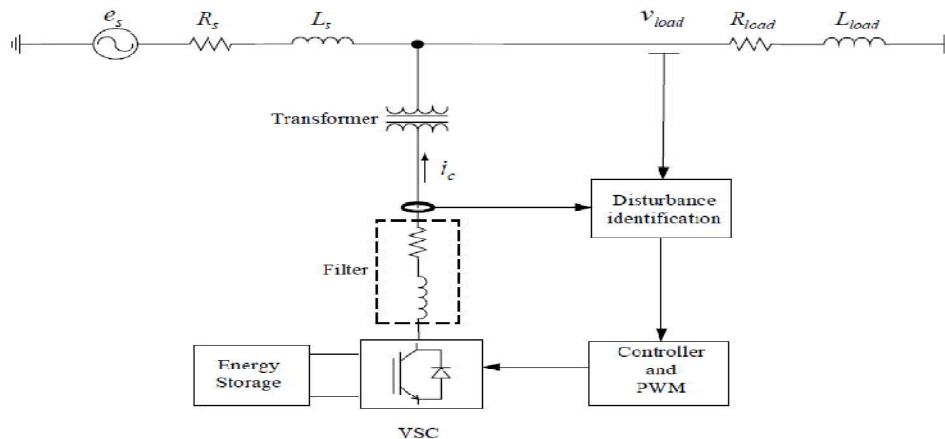 e_s
R_s
L_s
v_load
R_load
L_load
Transformer
i_c
Disturbance
identification
Filter
Energy
Storage
Controller
and
PWM
VSC